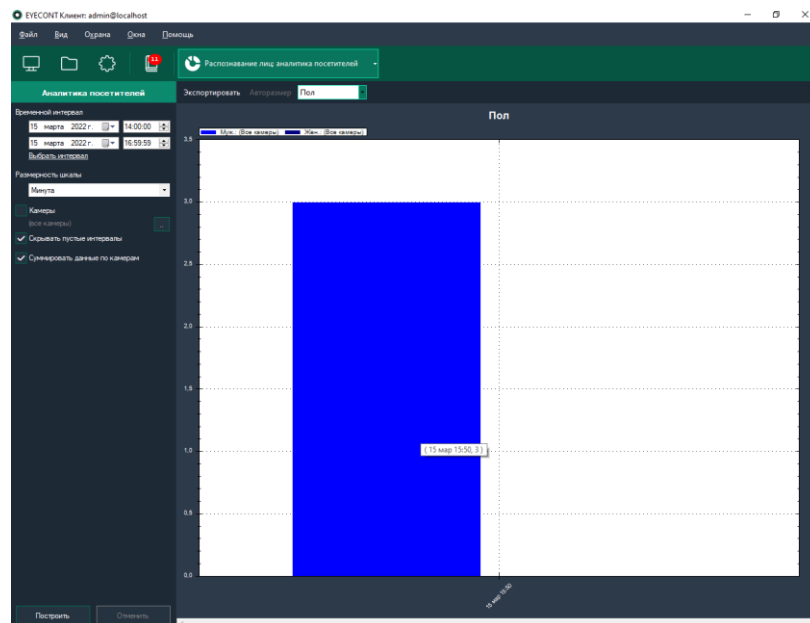 EYECONT Клиент: admin@localhost
Файл Вид Охрана Окна Помощь
11
Распознавание лиц: аналитика посетителей
Аналитика посетителей
Экспортировать Авторазмер Пол
Временной интервал
15 марта 2022 г. 14:00:00
15 марта 2022 г. 16:59:59
Выбрать интервал
Размерность шкалы
Минута
Камеры
(все камеры)
...
Скрывать пустые интервалы
Суммировать данные по камерам
Построить Отменить
Пол
Муж.: (Все камеры) Жен.: (Все камеры)
3,5
3,0
2,5
2,0
1,5
1,0
0,5
0,0
( 15 мар 15:50, 3 )
15 мар 15:50